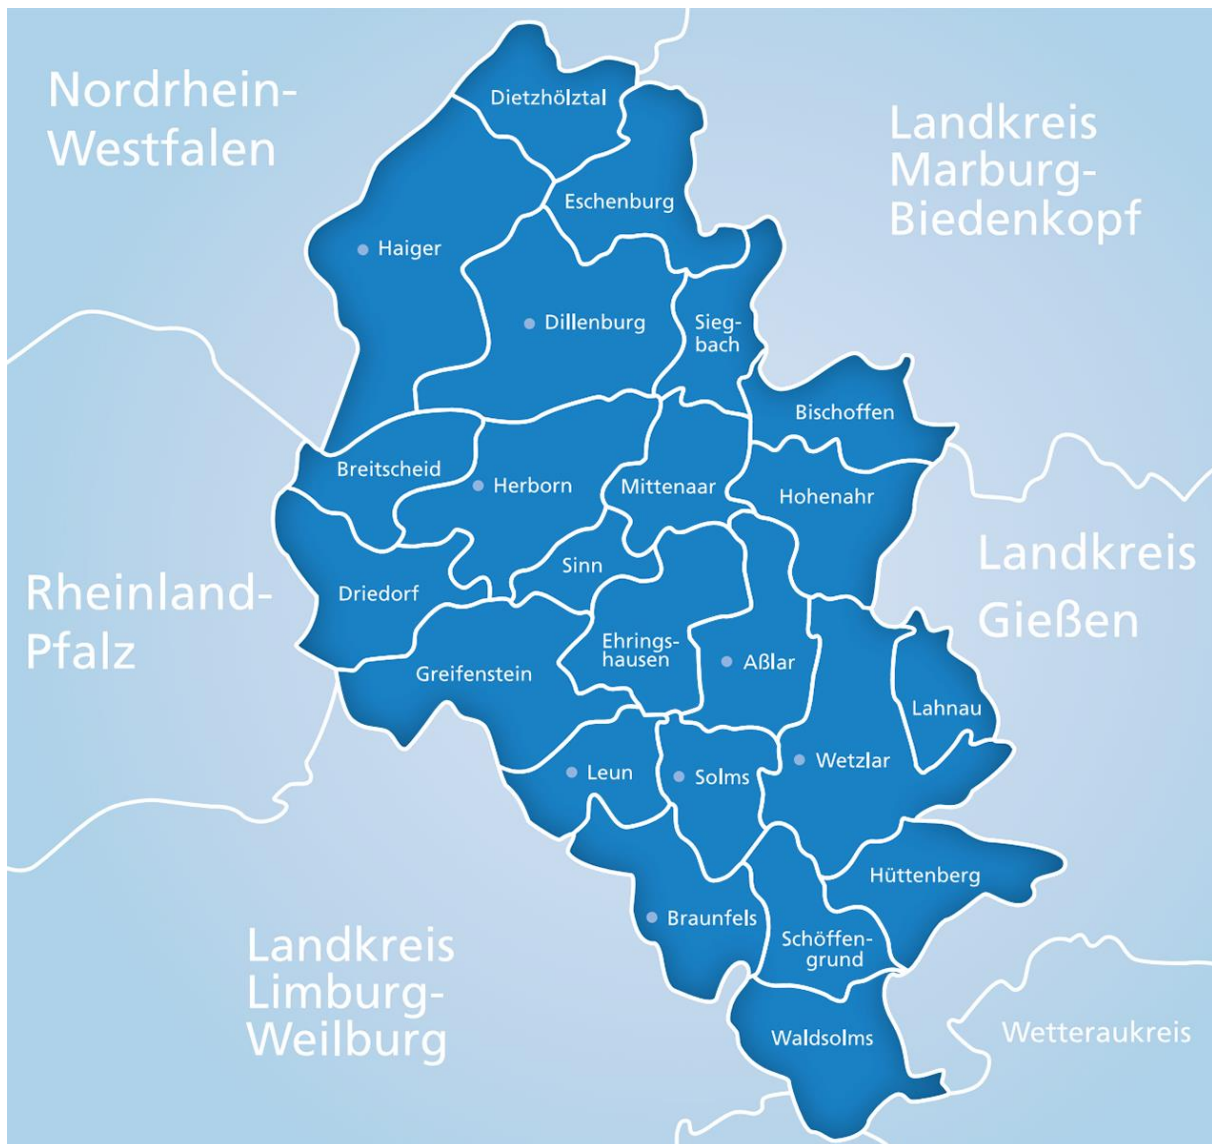 Nordrhein-
Westfalen
Dietzhölztal
Landkreis
Marburg-
Biedenkopf
Eschenburg
Haiger
Dillenburg
Sieg-
bach
Bischoffen
Breitscheid
Herborn
Mittenaar
Hohenahr
Landkreis
Gießen
Rheinland-
Pfalz
Driedorf
Sinn
Greifenstein
Ehrings-
hausen
Aßlar
Lahnau
Leun
Solms
Wetzlar
Hüttenberg
Braunfels
Schöffen-
grund
Landkreis
Limburg-
Weilburg
Waldsolms
Wetteraukreis